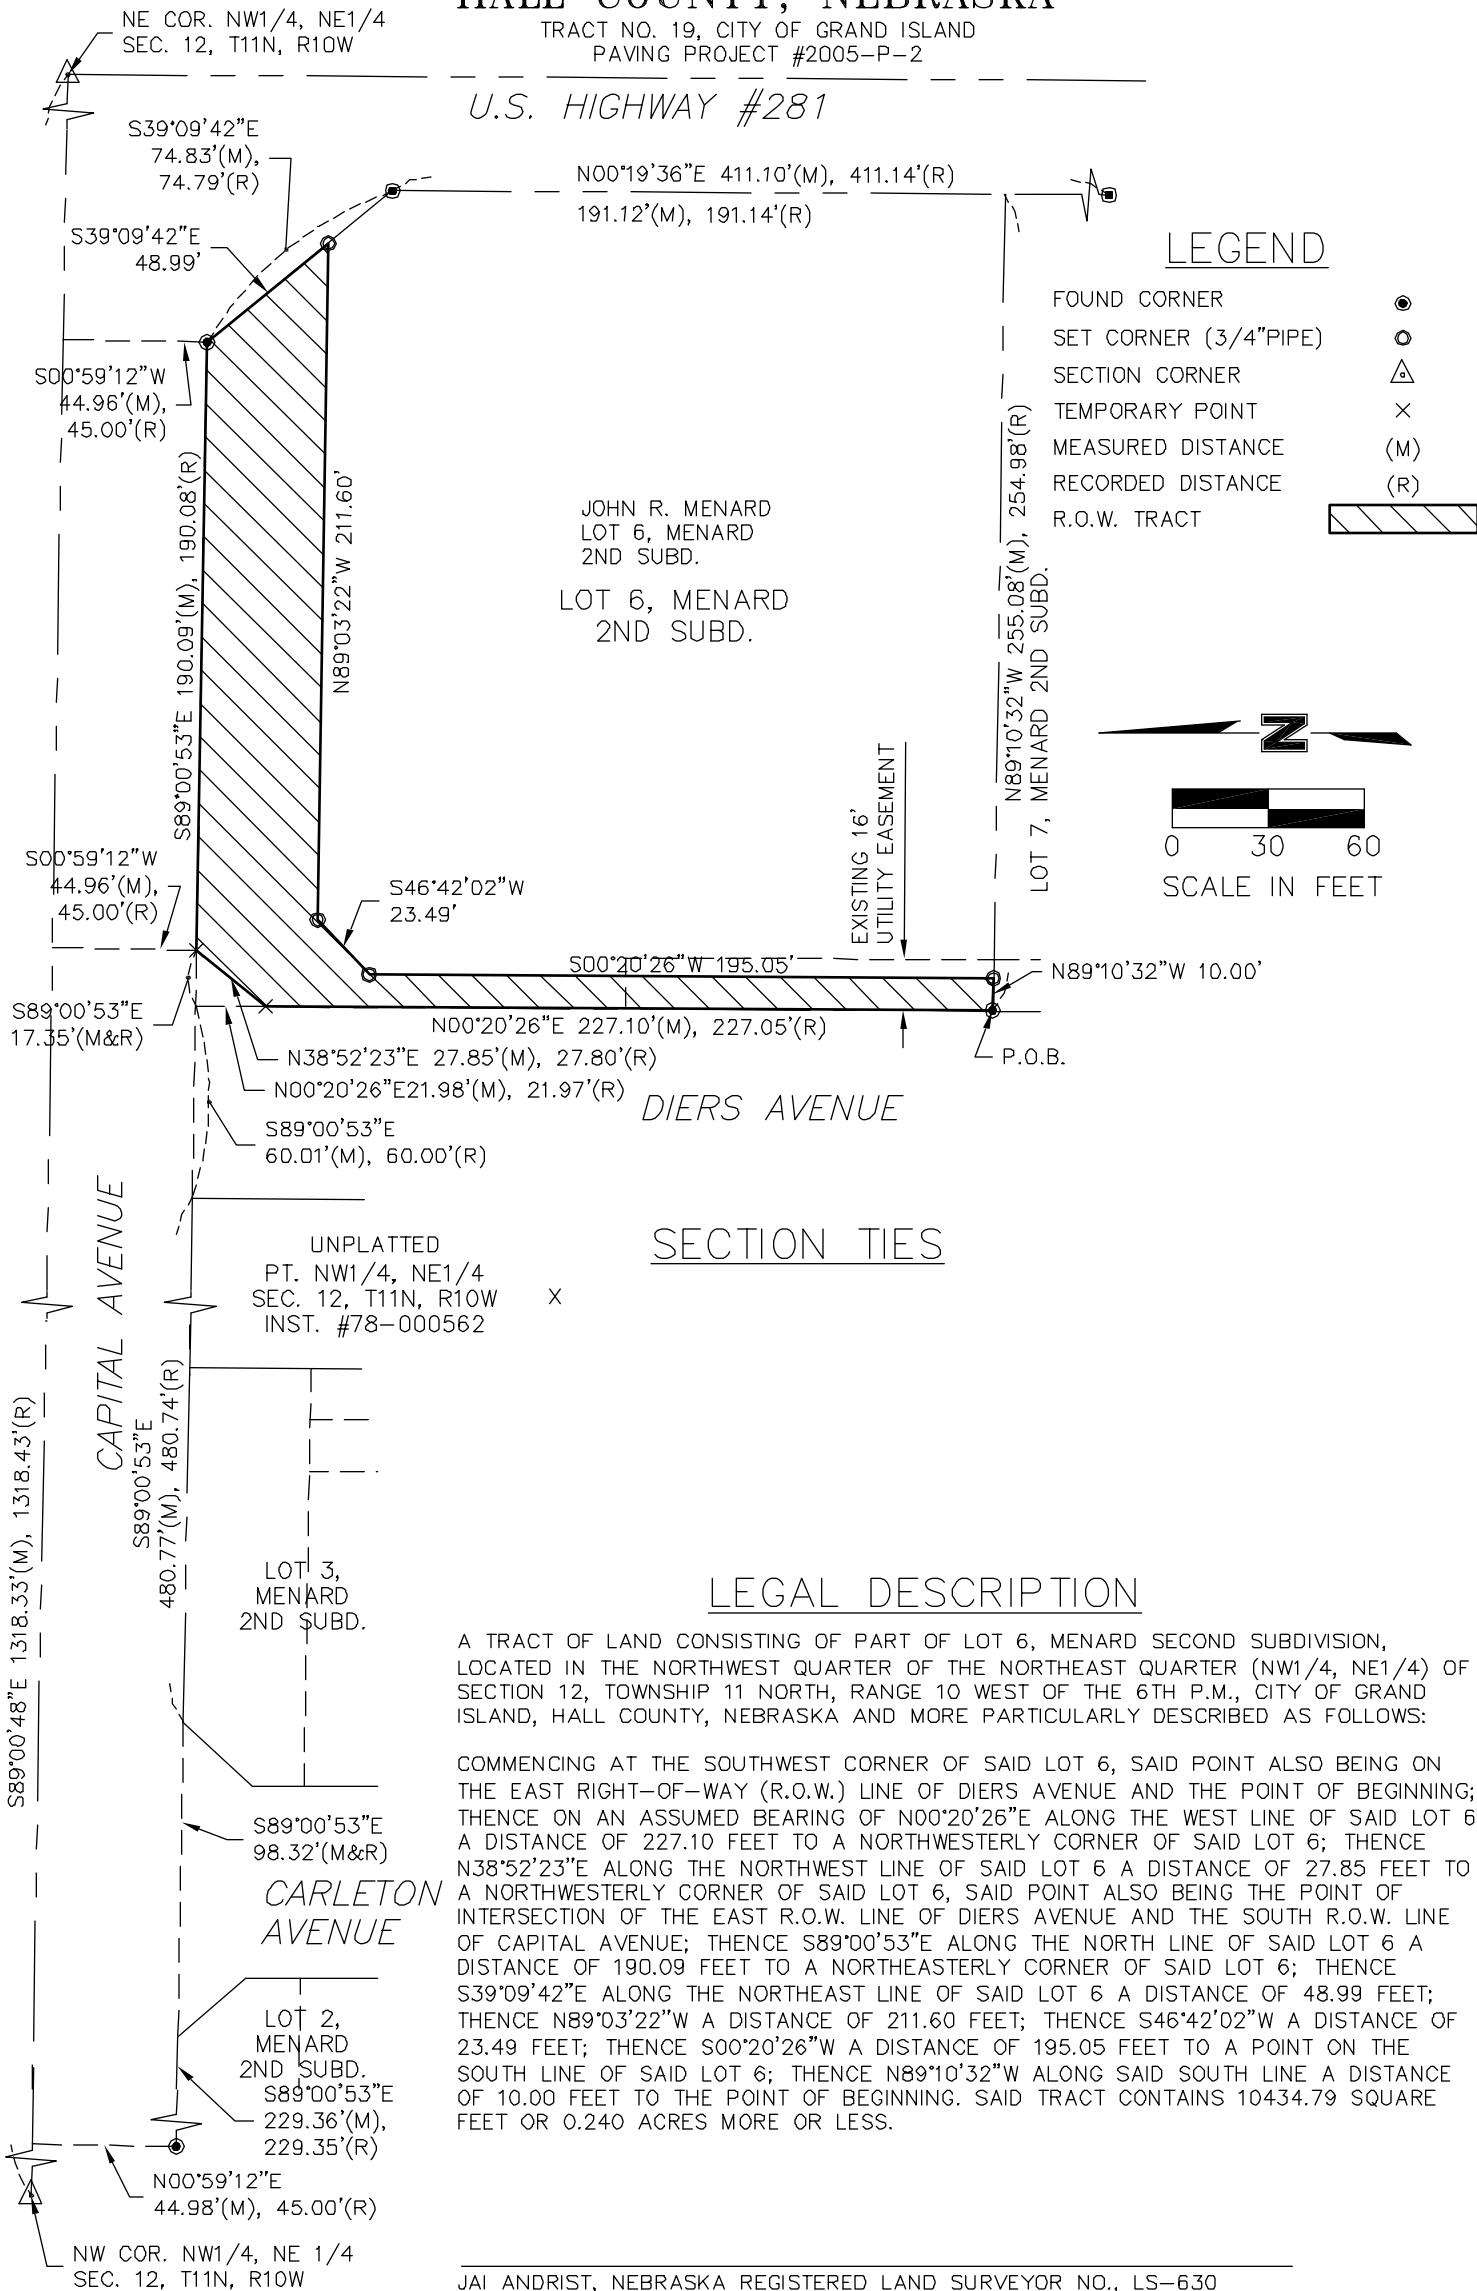 HALL COUNTY, NEBRASKA
TRACT NO. 19, CITY OF GRAND ISLAND
PAVING PROJECT #2005-P-2
NE COR. NW1/4, NE1/4
SEC. 12, T11N, R10W
U.S. HIGHWAY #281
S39°09'42"E
74.83'(M),
74.79'(R)
N00°19'36"E 411.10'(M), 411.14'(R)
191.12'(M), 191.14'(R)
S39°09'42"E
48.99'
LEGEND
FOUND CORNER
SET CORNER (3/4"PIPE)
SECTION CORNER
TEMPORARY POINT
MEASURED DISTANCE (M)
RECORDED DISTANCE (R)
R.O.W. TRACT
S00°59'12"W
44.96'(M),
45.00'(R)
S89°00'53"E 190.09'(M), 190.08'(R)
N89°03'22"W 211.60'
JOHN R. MENARD
LOT 6, MENARD
2ND SUBD.
LOT 6, MENARD
2ND SUBD.
N89°10'32"W 255.08'(M), 254.98'(R)
LOT 7, MENARD 2ND SUBD.
N
0 30 60
SCALE IN FEET
EXISTING 16'
UTILITY EASEMENT
S00°59'12"W
44.96'(M),
45.00'(R)
S46°42'02"W
23.49'
S00°20'26"W 195.05'
N89°10'32"W 10.00'
S89°00'53"E
17.35'(M&R)
N00°20'26"E 227.10'(M), 227.05'(R)
N38°52'23"E 27.85'(M), 27.80'(R)
P.O.B.
N00°20'26"E21.98'(M), 21.97'(R)
DIERS AVENUE
S89°00'53"E
60.01'(M), 60.00'(R)
CAPITAL AVENUE
UNPLATTED
PT. NW1/4, NE1/4
SEC. 12, T11N, R10W
INST. #78-000562
X
SECTION TIES
S89°00'48"E 1318.33'(M), 1318.43'(R)
S89°00'53"E
480.77'(M), 480.74'(R)
LOT 3,
MENARD
2ND SUBD.
S89°00'53"E
98.32'(M&R)
CARLETON
AVENUE
LOT 2,
MENARD
2ND SUBD.
S89°00'53"E
229.36'(M),
229.35'(R)
N00°59'12"E
44.98'(M), 45.00'(R)
NW COR. NW1/4, NE 1/4
SEC. 12, T11N, R10W
LEGAL DESCRIPTION
A TRACT OF LAND CONSISTING OF PART OF LOT 6, MENARD SECOND SUBDIVISION,
LOCATED IN THE NORTHWEST QUARTER OF THE NORTHEAST QUARTER (NW1/4, NE1/4) OF
SECTION 12, TOWNSHIP 11 NORTH, RANGE 10 WEST OF THE 6TH P.M., CITY OF GRAND
ISLAND, HALL COUNTY, NEBRASKA AND MORE PARTICULARLY DESCRIBED AS FOLLOWS:
COMMENCING AT THE SOUTHWEST CORNER OF SAID LOT 6, SAID POINT ALSO BEING ON
THE EAST RIGHT-OF-WAY (R.O.W.) LINE OF DIERS AVENUE AND THE POINT OF BEGINNING;
THENCE ON AN ASSUMED BEARING OF N00°20'26"E ALONG THE WEST LINE OF SAID LOT 6
A DISTANCE OF 227.10 FEET TO A NORTHWESTERLY CORNER OF SAID LOT 6; THENCE
N38°52'23"E ALONG THE NORTHWEST LINE OF SAID LOT 6 A DISTANCE OF 27.85 FEET TO
A NORTHWESTERLY CORNER OF SAID LOT 6, SAID POINT ALSO BEING THE POINT OF
INTERSECTION OF THE EAST R.O.W. LINE OF DIERS AVENUE AND THE SOUTH R.O.W. LINE
OF CAPITAL AVENUE; THENCE S89°00'53"E ALONG THE NORTH LINE OF SAID LOT 6 A
DISTANCE OF 190.09 FEET TO A NORTHEASTERLY CORNER OF SAID LOT 6; THENCE
S39°09'42"E ALONG THE NORTHEAST LINE OF SAID LOT 6 A DISTANCE OF 48.99 FEET;
THENCE N89°03'22"W A DISTANCE OF 211.60 FEET; THENCE S46°42'02"W A DISTANCE OF
23.49 FEET; THENCE S00°20'26"W A DISTANCE OF 195.05 FEET TO A POINT ON THE
SOUTH LINE OF SAID LOT 6; THENCE N89°10'32"W ALONG SAID SOUTH LINE A DISTANCE
OF 10.00 FEET TO THE POINT OF BEGINNING. SAID TRACT CONTAINS 10434.79 SQUARE
FEET OR 0.240 ACRES MORE OR LESS.
JAI ANDRIST, NEBRASKA REGISTERED LAND SURVEYOR NO., LS-630